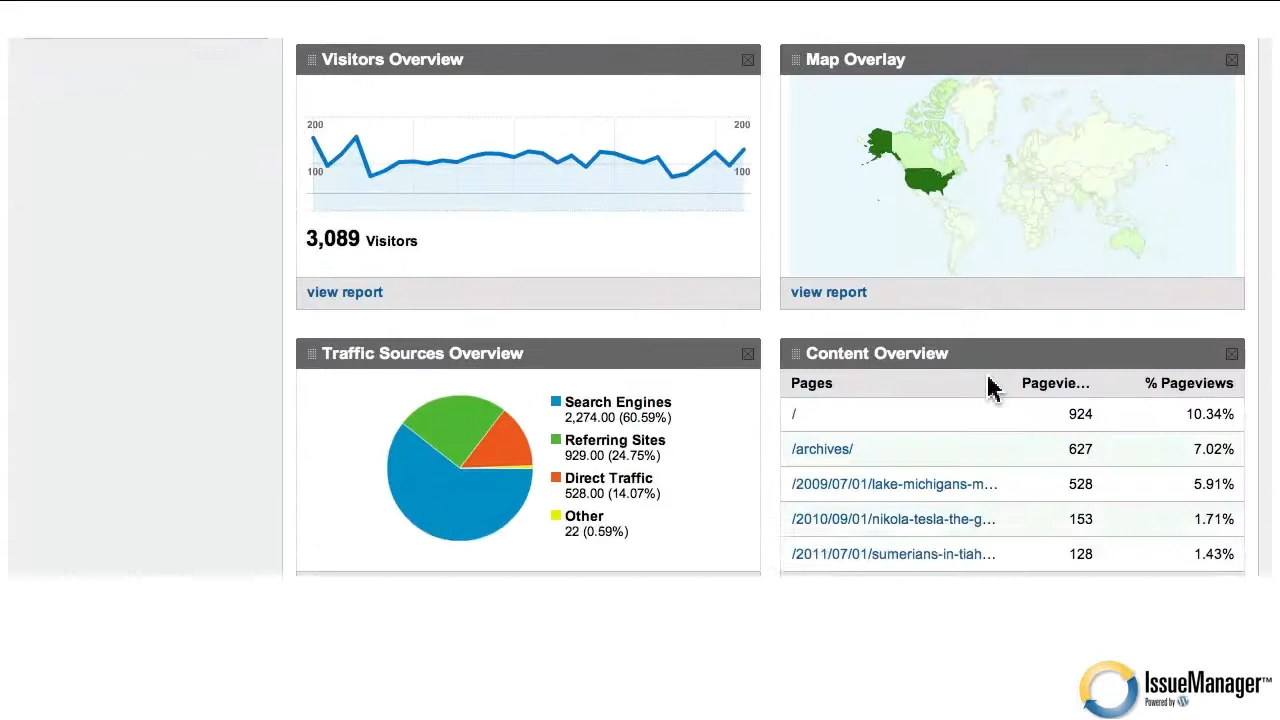 Visitors Overview
200
200
100
100
3,089 Visitors
view report
Map Overlay
view report
Traffic Sources Overview
Search Engines
2,274.00 (60.59%)
Referring Sites
929.00 (24.75%)
Direct Traffic
528.00 (14.07%)
Other
22 (0.59%)
Content Overview
Pages Pagevie... % Pageviews
/ 924 10.34%
/archives/ 627 7.02%
/2009/07/01/lake-michigans-m... 528 5.91%
/2010/09/01/nikola-tesla-the-g... 153 1.71%
/2011/07/01/sumerians-in-tiah... 128 1.43%
IssueManager™
Powered by